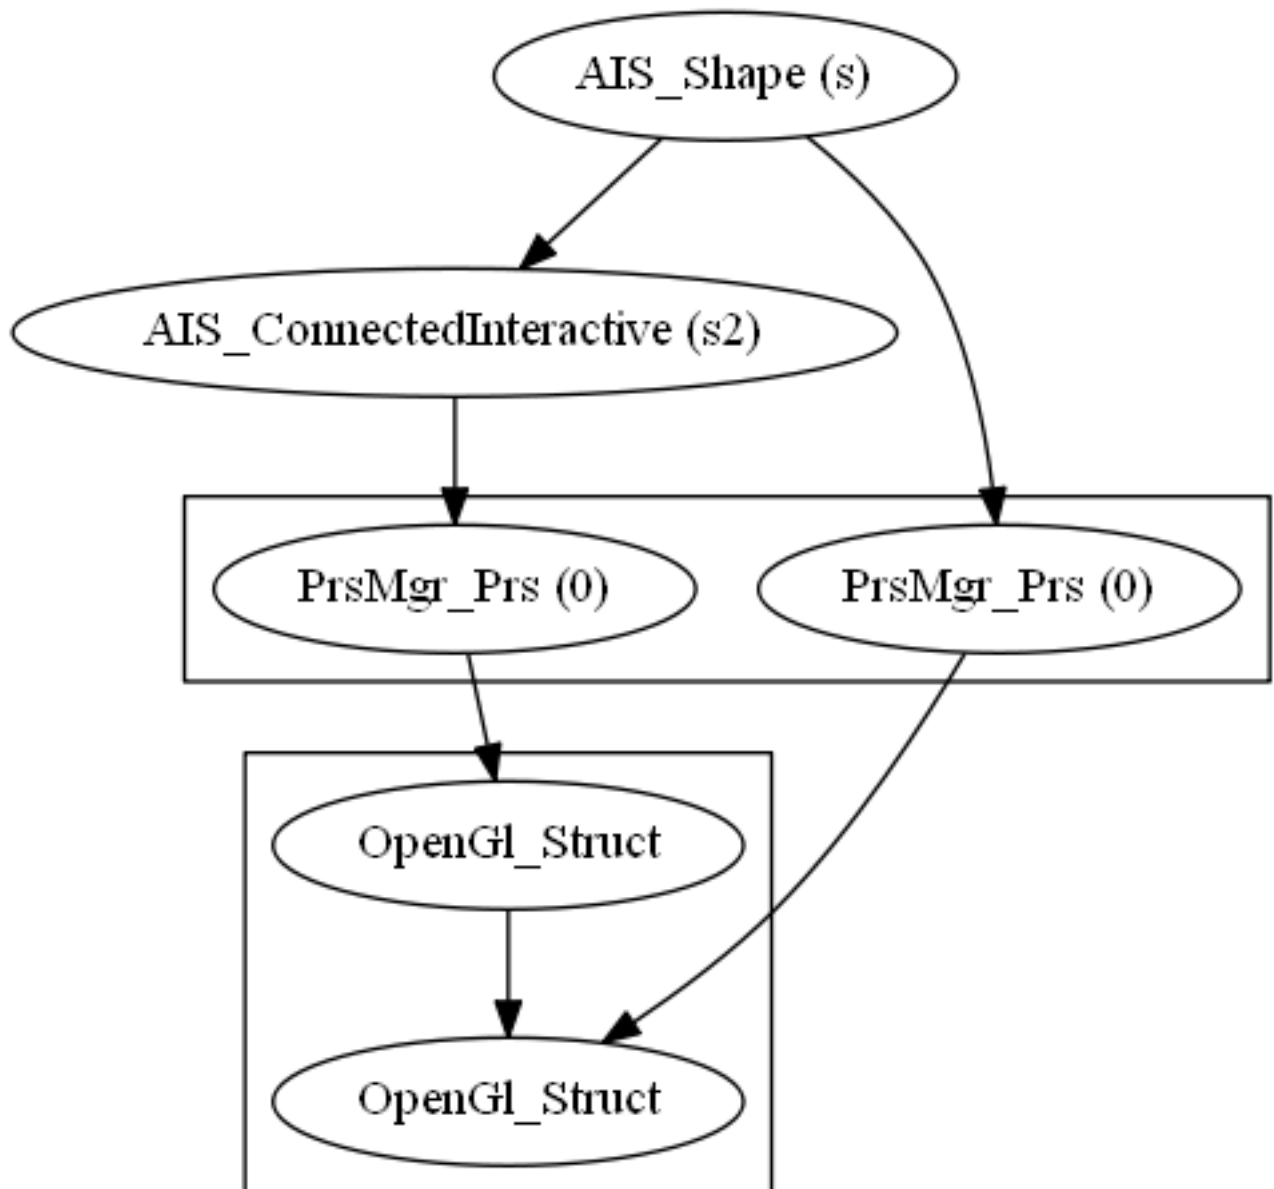 AIS_Shape (s)
AIS_ConnectedInteractive (s2)
PrsMgr_Prs (0)
PrsMgr_Prs (0)
OpenGl_Struct
OpenGl_Struct